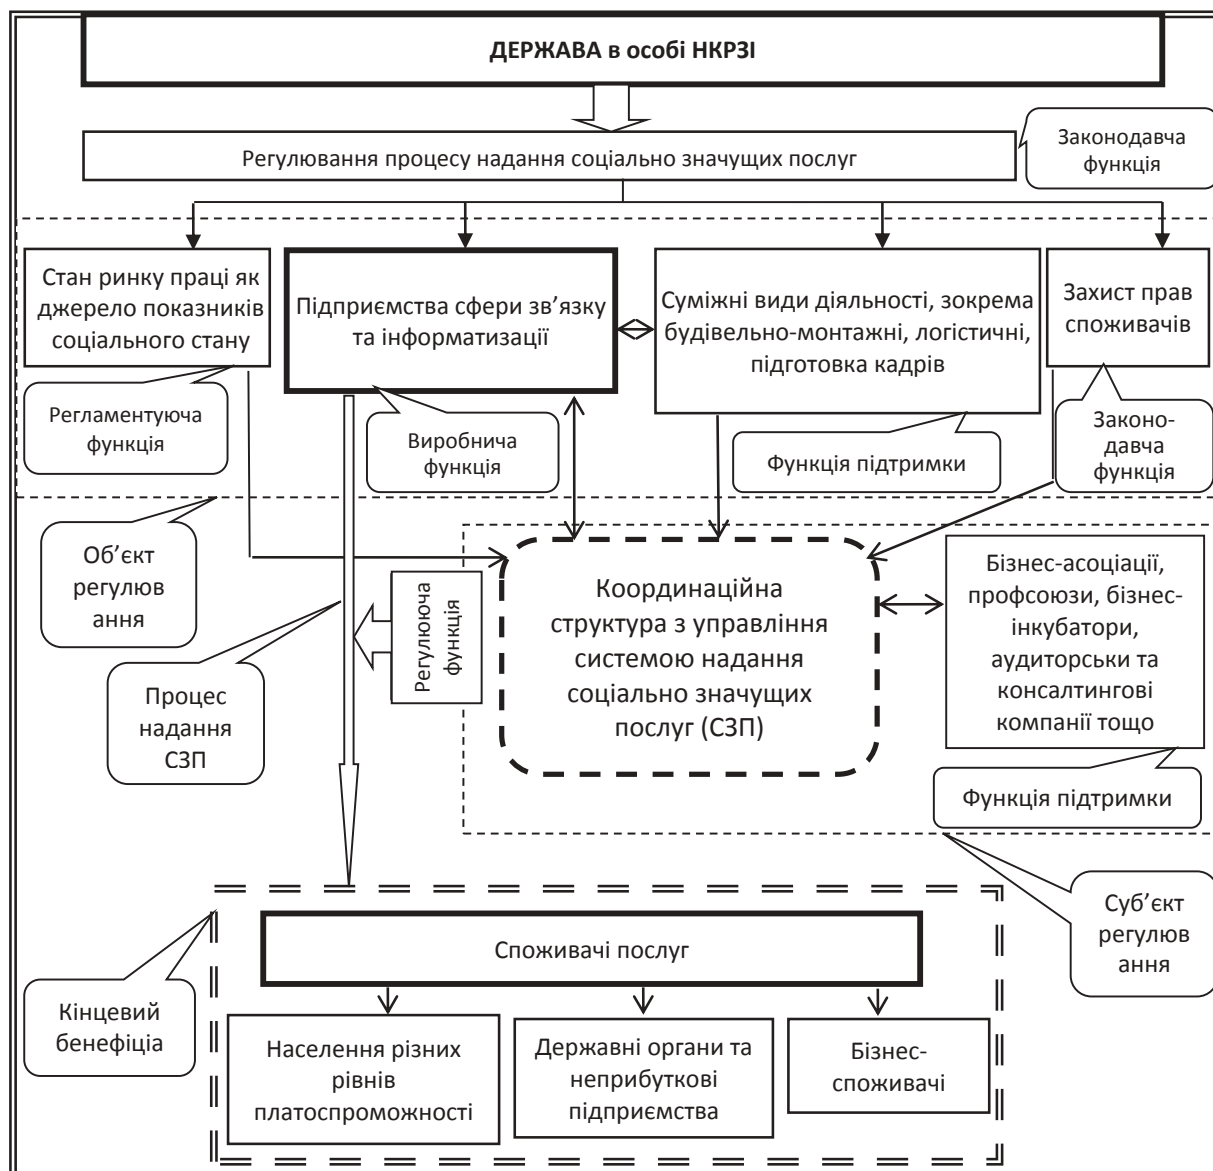 ДЕРЖАВА в особі НКРЗІ
Регулювання процесу надання соціально значущих послуг
Законодавча
функція
Стан ринку праці як
джерело показників
соціального стану
Підприємства сфери зв’язку
та інформатизації
Суміжні види діяльності, зокрема
будівельно-монтажні, логістичні,
підготовка кадрів
Захист прав
споживачів
Регламентуюча
функція
Виробнича
функція
Функція підтримки
Законо-
давча
функція
Об’єкт
регулюв
ання
Процес
надання
СЗП
Регулююча
функція
Координаційна
структура з управління
системою надання
соціально значущих
послуг (СЗП)
Бізнес-асоціації,
профсоюзи, бізнес-
інкубатори,
аудиторськи та
консалтингові
компанії тощо
Функція підтримки
Суб’єкт
регулюв
ання
Кінцевий
бенефіціа
Споживачі послуг
Населення різних
рівнів
платоспроможності
Державні органи та
неприбуткові
підприємства
Бізнес-
споживачі